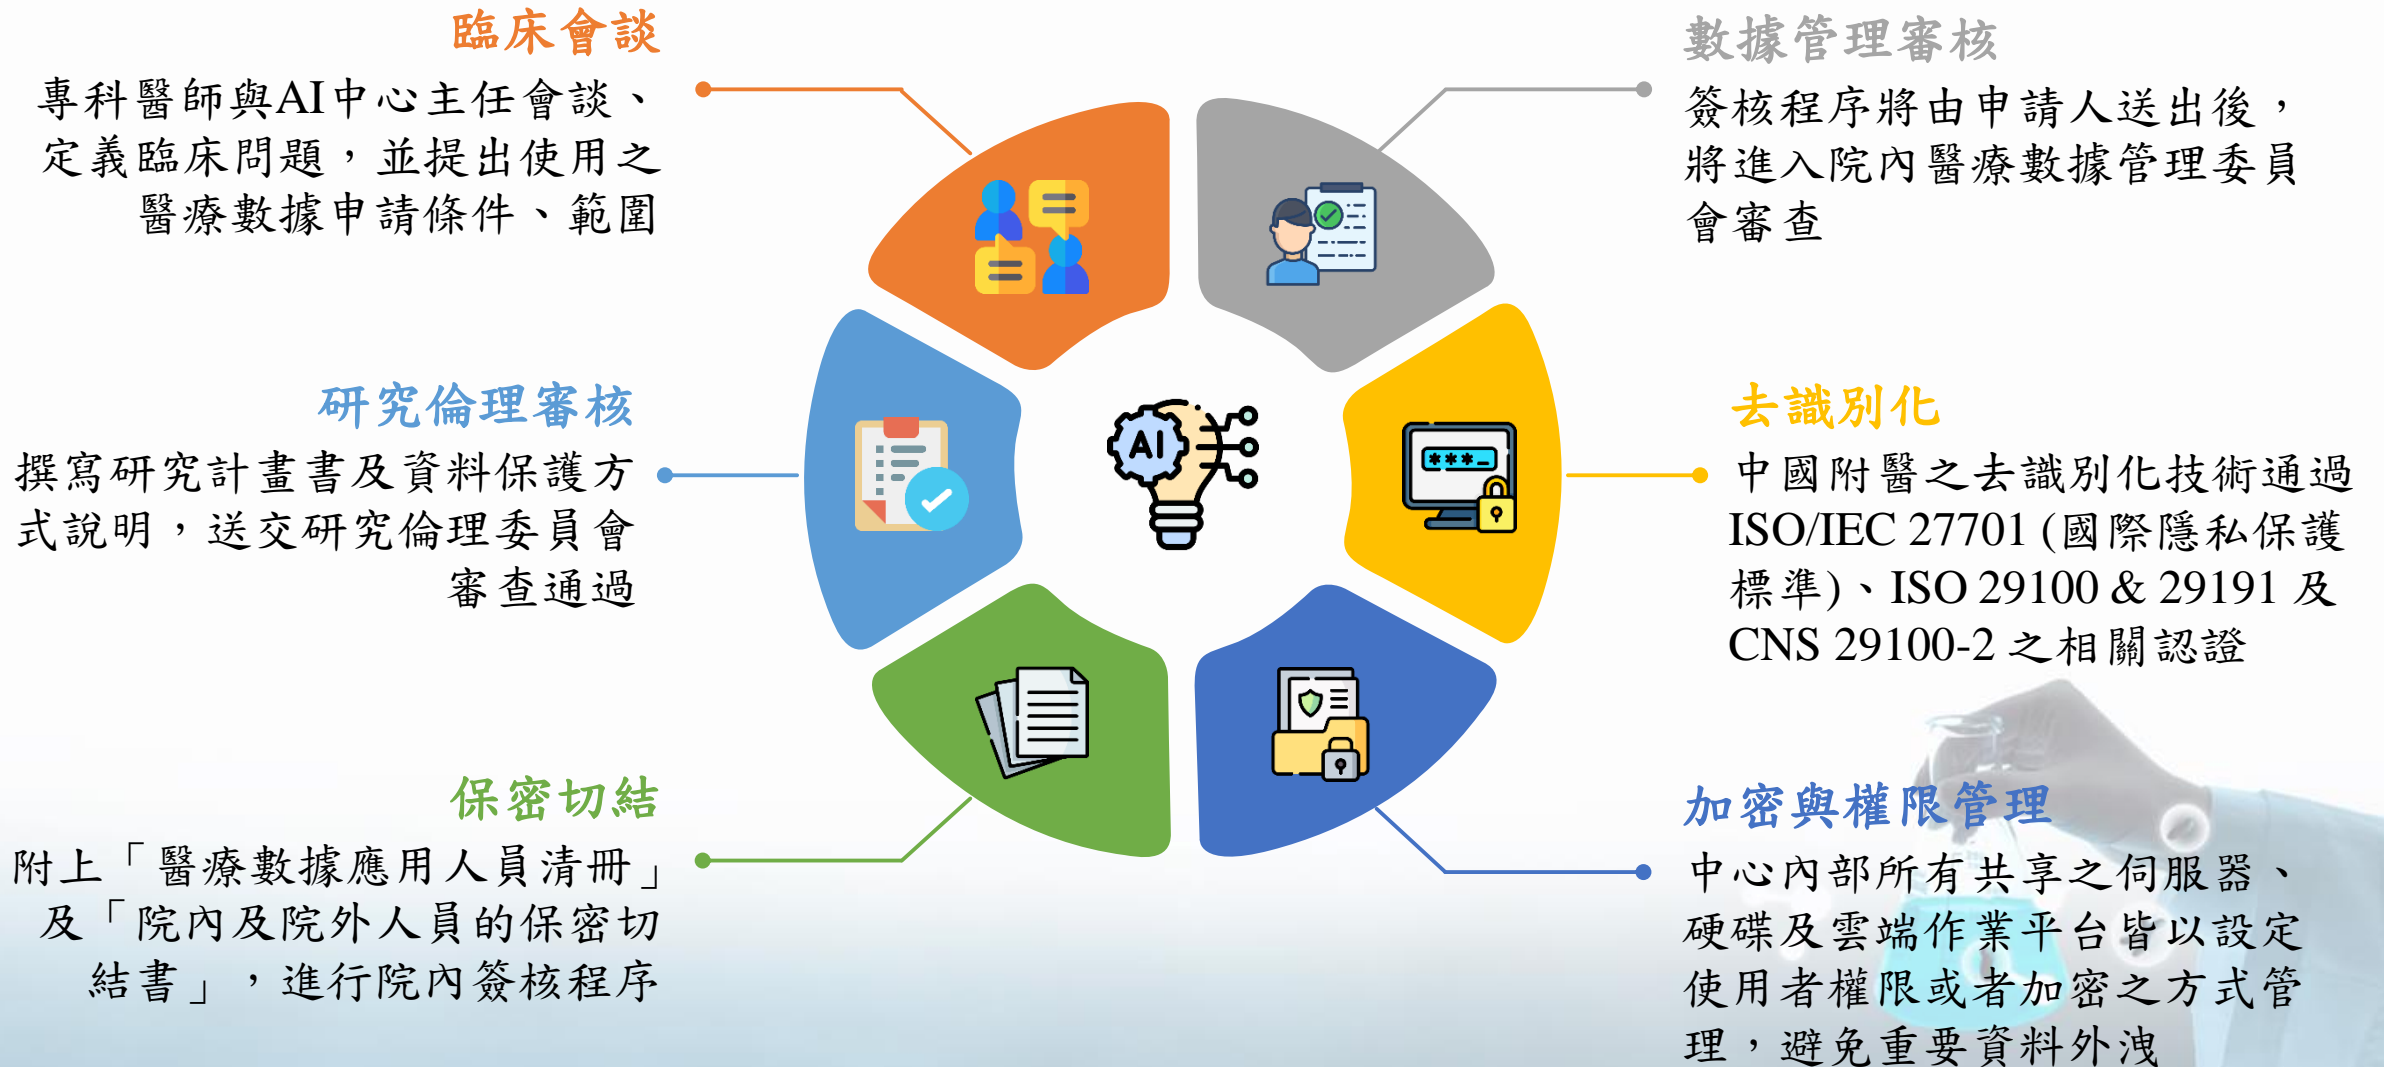 臨床會談
專科醫師與AI中心主任會談、
定義臨床問題，並提出使用之
醫療數據申請條件、範圍
研究倫理審核
撰寫研究計畫書及資料保護方
式說明，送交研究倫理委員會
審查通過
保密切結
附上「醫療數據應用人員清冊」
及「院內及院外人員的保密切
結書」，進行院內簽核程序
AI
***_
數據管理審核
簽核程序將由申請人送出後，
將進入院內醫療數據管理委員
會審查
去識別化
中國附醫之去識別化技術通過
ISO/IEC 27701 (國際隱私保護
標準)、ISO 29100 & 29191 及
CNS 29100-2 之相關認證
加密與權限管理
中心內部所有共享之伺服器、
硬碟及雲端作業平台皆以設定
使用者權限或者加密之方式管
理，避免重要資料外洩